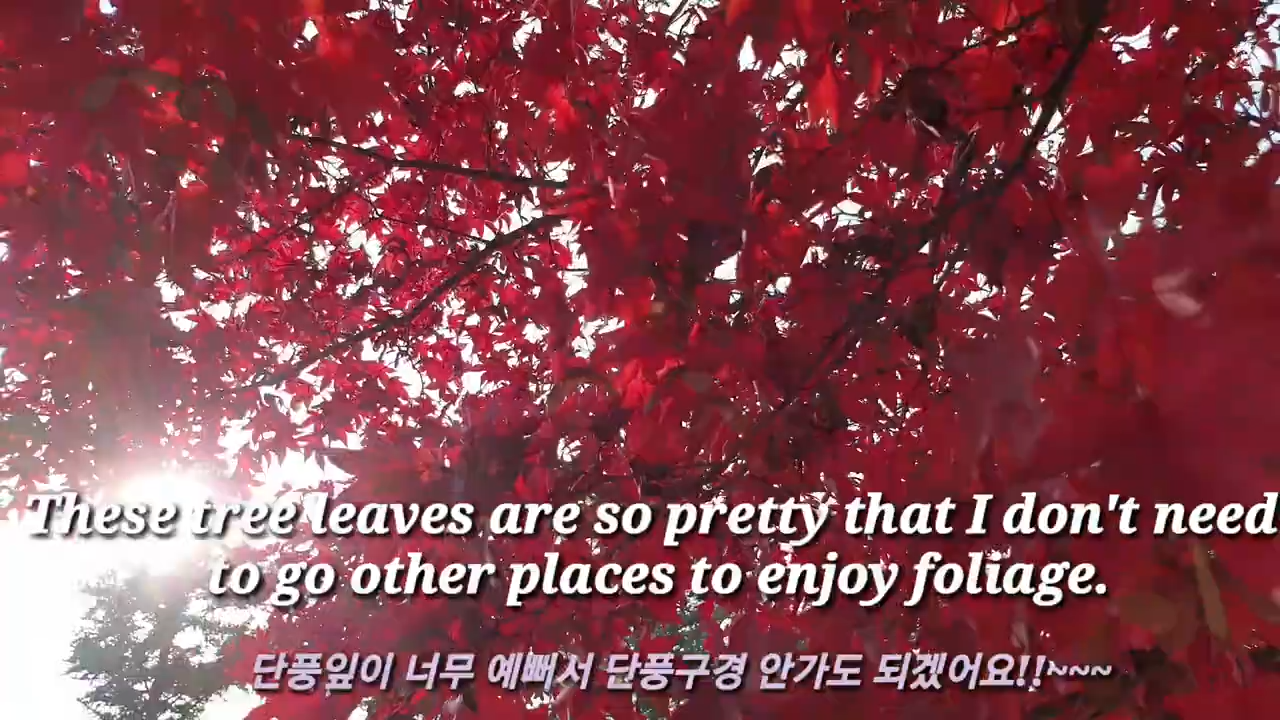 These tree leaves are so pretty that I don't need
to go other places to enjoy foliage.
단풍잎이 너무 예뻐서 단풍구경 안가도 되겠어요!!~~~